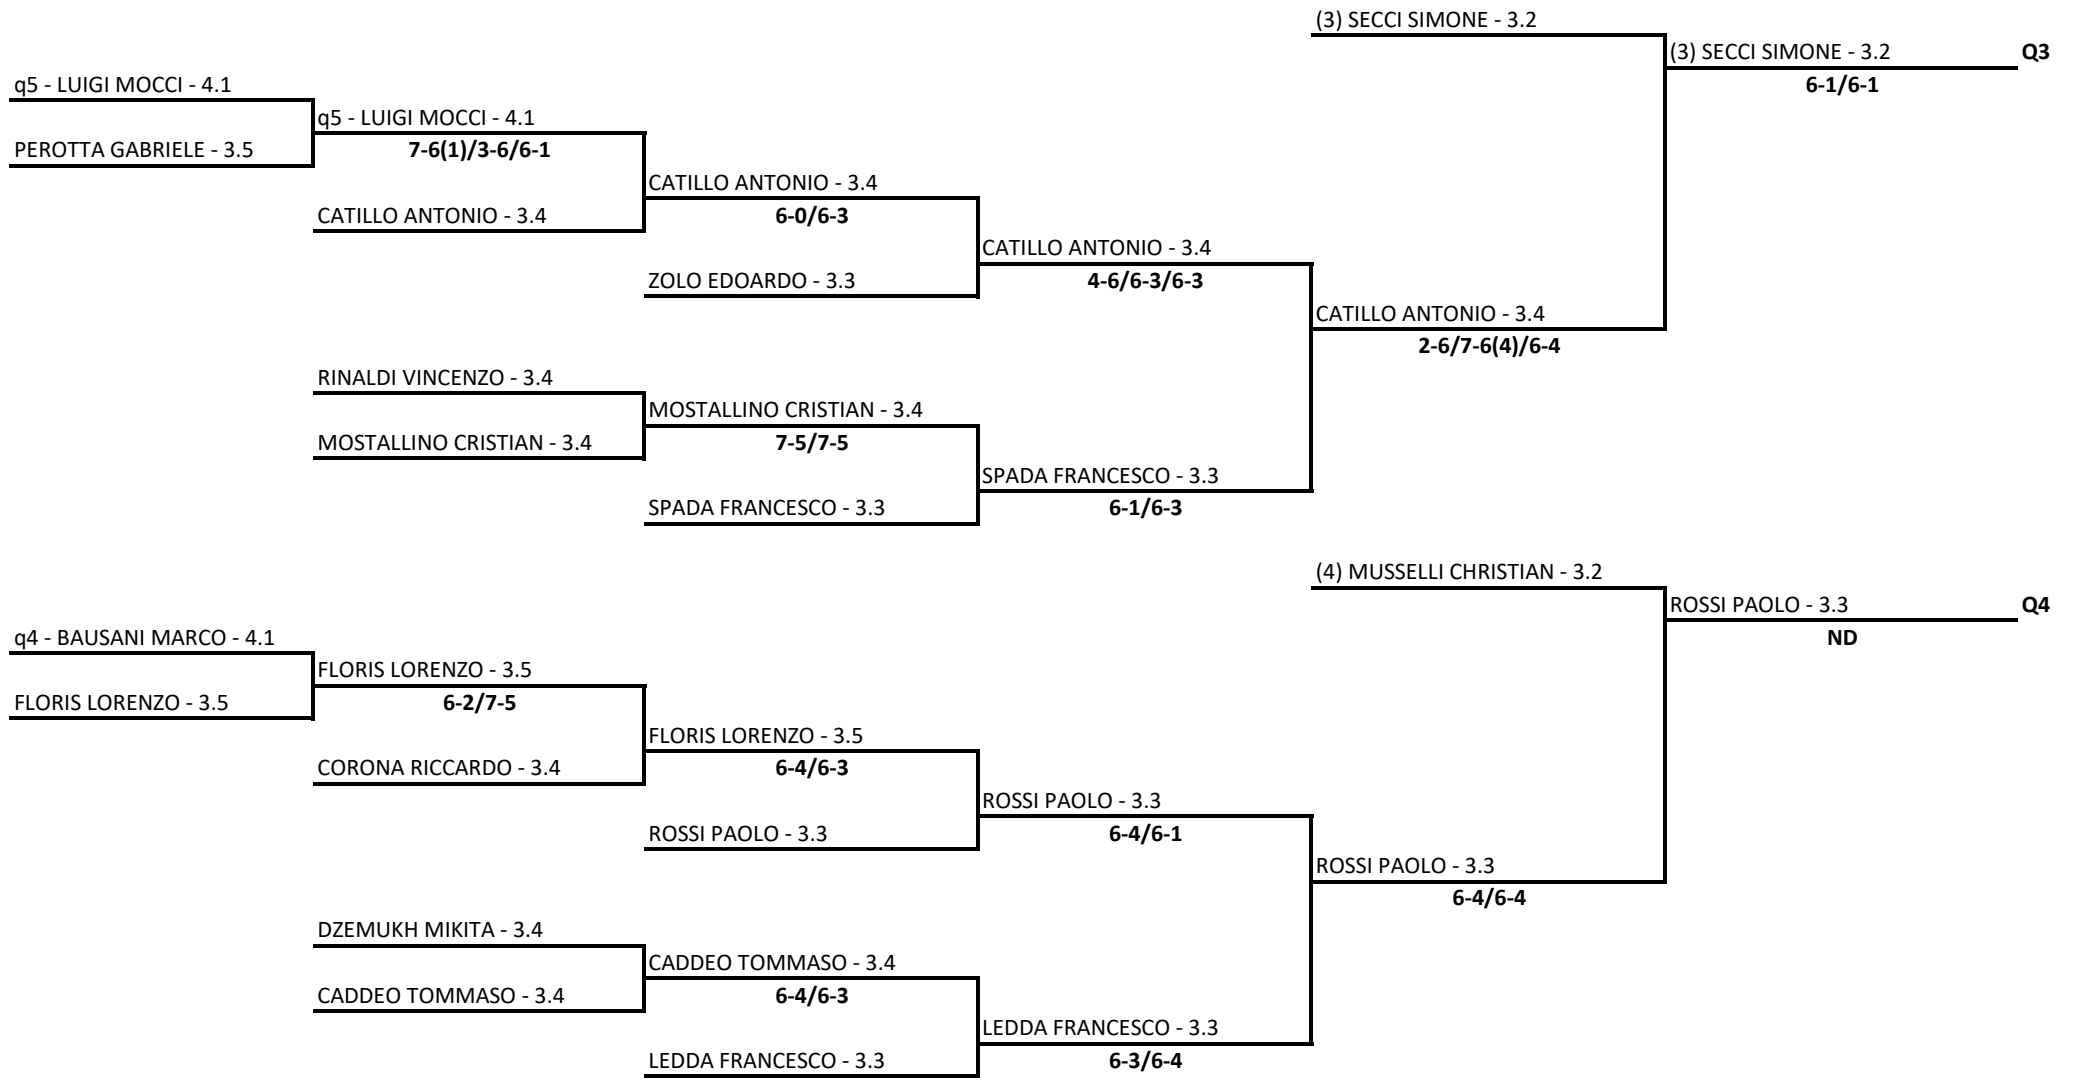 (3) SECCI SIMONE - 3.2
(3) SECCI SIMONE - 3.2
Q3
q5 - LUIGI MOCCI - 4.1
6-1/6-1
q5 - LUIGI MOCCI - 4.1
PEROTTA GABRIELE - 3.5
7-6(1)/3-6/6-1
CATILLO ANTONIO - 3.4
CATILLO ANTONIO - 3.4
6-0/6-3
CATILLO ANTONIO - 3.4
ZOLO EDOARDO - 3.3
4-6/6-3/6-3
CATILLO ANTONIO - 3.4
2-6/7-6(4)/6-4
RINALDI VINCENZO - 3.4
MOSTALLINO CRISTIAN - 3.4
MOSTALLINO CRISTIAN - 3.4
7-5/7-5
SPADA FRANCESCO - 3.3
SPADA FRANCESCO - 3.3
6-1/6-3
(4) MUSSELLI CHRISTIAN - 3.2
ROSSI PAOLO - 3.3
Q4
q4 - BAUSANI MARCO - 4.1
ND
FLORIS LORENZO - 3.5
FLORIS LORENZO - 3.5
6-2/7-5
FLORIS LORENZO - 3.5
CORONA RICCARDO - 3.4
6-4/6-3
ROSSI PAOLO - 3.3
ROSSI PAOLO - 3.3
6-4/6-1
ROSSI PAOLO - 3.3
6-4/6-4
DZEMUKH MIKITA - 3.4
CADDEO TOMMASO - 3.4
CADDEO TOMMASO - 3.4
6-4/6-3
LEDDA FRANCESCO - 3.3
LEDDA FRANCESCO - 3.3
6-3/6-4